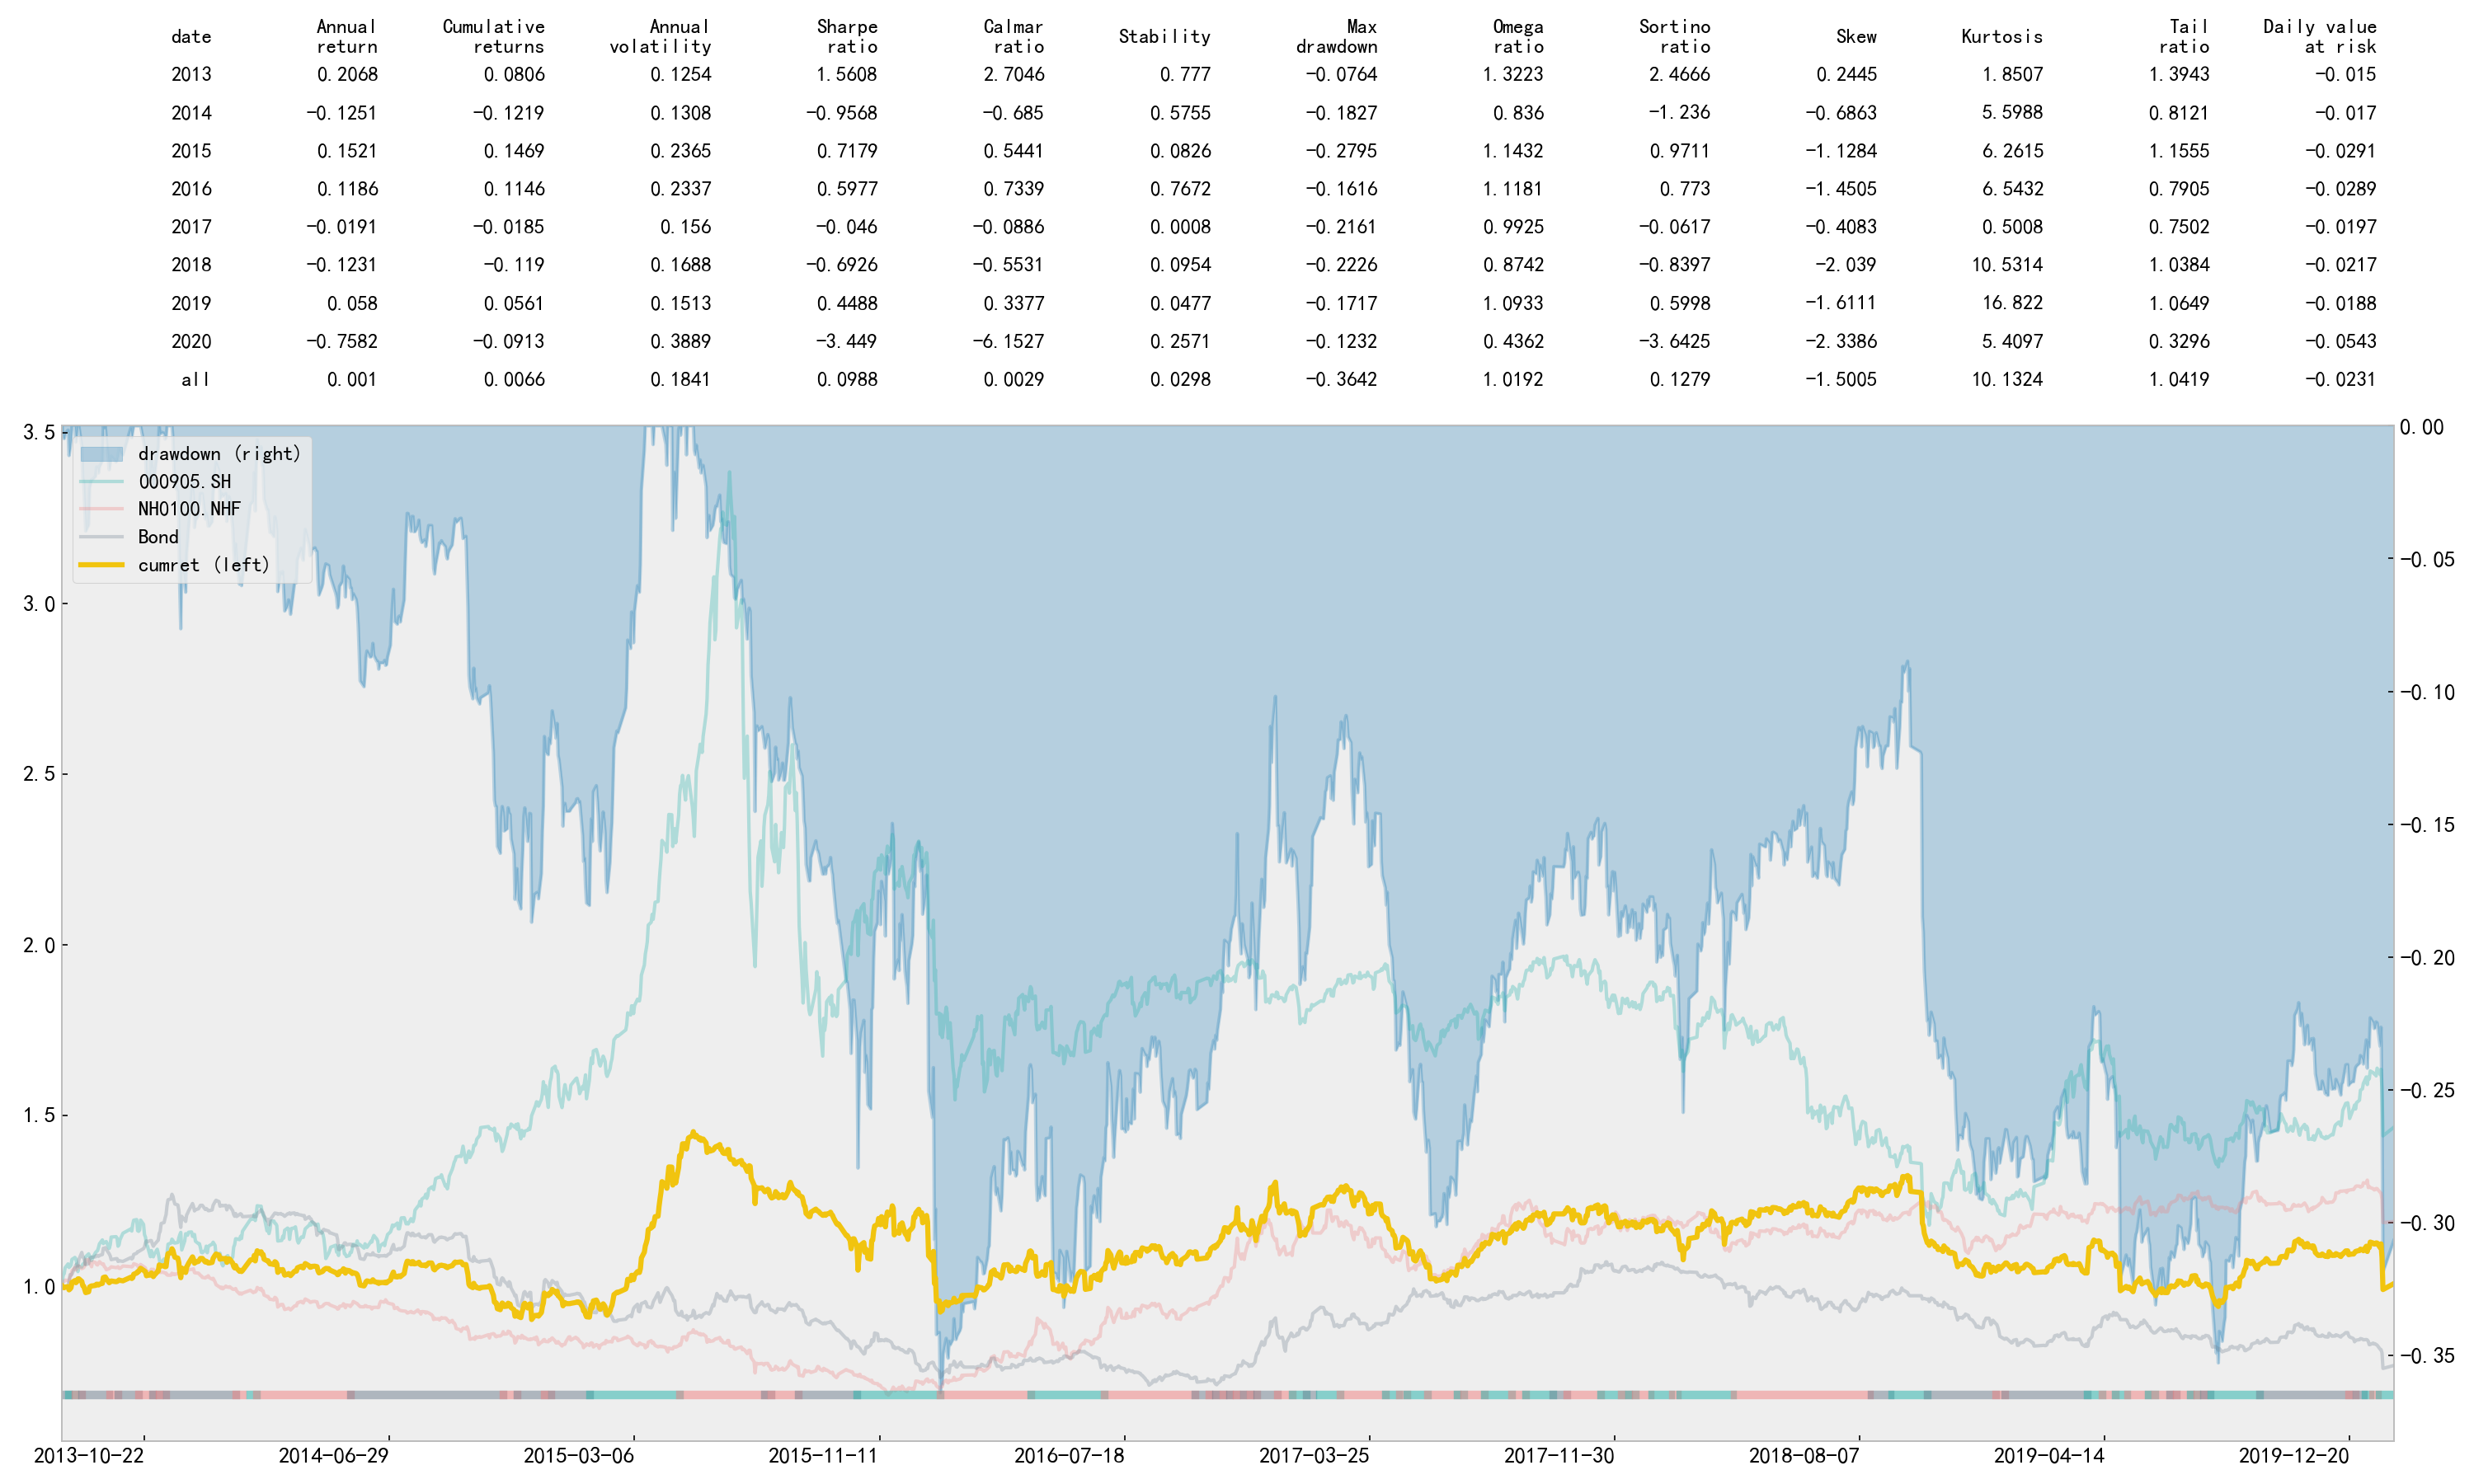 date Annual return Cumulative returns Annual volatility Sharpe ratio Calmar ratio Stability Max drawdown Omega ratio Sortino ratio Skew Kurtosis Tail ratio Daily value at risk
2013 0.2068 0.0806 0.1254 1.5608 2.7046 0.777 −0.0764 1.3223 2.4666 0.2445 1.8507 1.3943 −0.015
2014 −0.1251 −0.1219 0.1308 −0.9568 −0.685 0.5755 −0.1827 0.836 −1.236 −0.6863 5.5988 0.8121 −0.017
2015 0.1521 0.1469 0.2365 0.7179 0.5441 0.0826 −0.2795 1.1432 0.9711 −1.1284 6.2615 1.1555 −0.0291
2016 0.1186 0.1146 0.2337 0.5977 0.7339 0.7672 −0.1616 1.1181 0.773 −1.4505 6.5432 0.7905 −0.0289
2017 −0.0191 −0.0185 0.156 −0.046 −0.0886 0.0008 −0.2161 0.9925 −0.0617 −0.4083 0.5008 0.7502 −0.0197
2018 −0.1231 −0.119 0.1688 −0.6926 −0.5531 0.0954 −0.2226 0.8742 −0.8397 −2.039 10.5314 1.0384 −0.0217
2019 0.058 0.0561 0.1513 0.4488 0.3377 0.0477 −0.1717 1.0933 0.5998 −1.6111 16.822 1.0649 −0.0188
2020 −0.7582 −0.0913 0.3889 −3.449 −6.1527 0.2571 −0.1232 0.4362 −3.6425 −2.3386 5.4097 0.3296 −0.0543
all 0.001 0.0066 0.1841 0.0988 0.0029 0.0298 −0.3642 1.0192 0.1279 −1.5005 10.1324 1.0419 −0.0231
3.5
3.0
2.5
2.0
1.5
1.0
drawdown (right)
000905.SH
NH0100.NHF
Bond
cumret (left)
0.00
−0.05
−0.10
−0.15
−0.20
−0.25
−0.30
−0.35
2013−10−22 2014−06−29 2015−03−06 2015−11−11 2016−07−18 2017−03−25 2017−11−30 2018−08−07 2019−04−14 2019−12−20